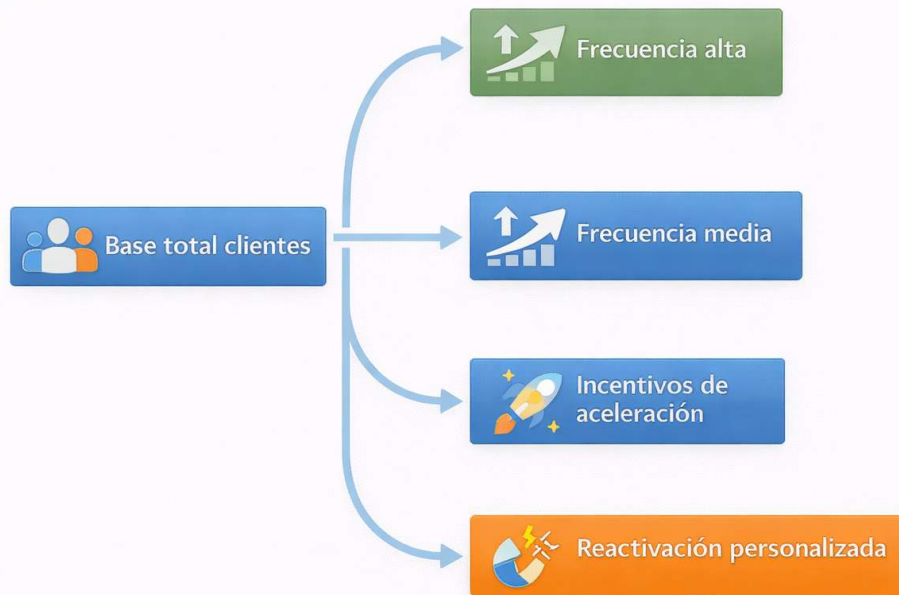 Frecuencia alta
Base total clientes
Frecuencia media
Incentivos de
aceleración
Reactivación personalizada